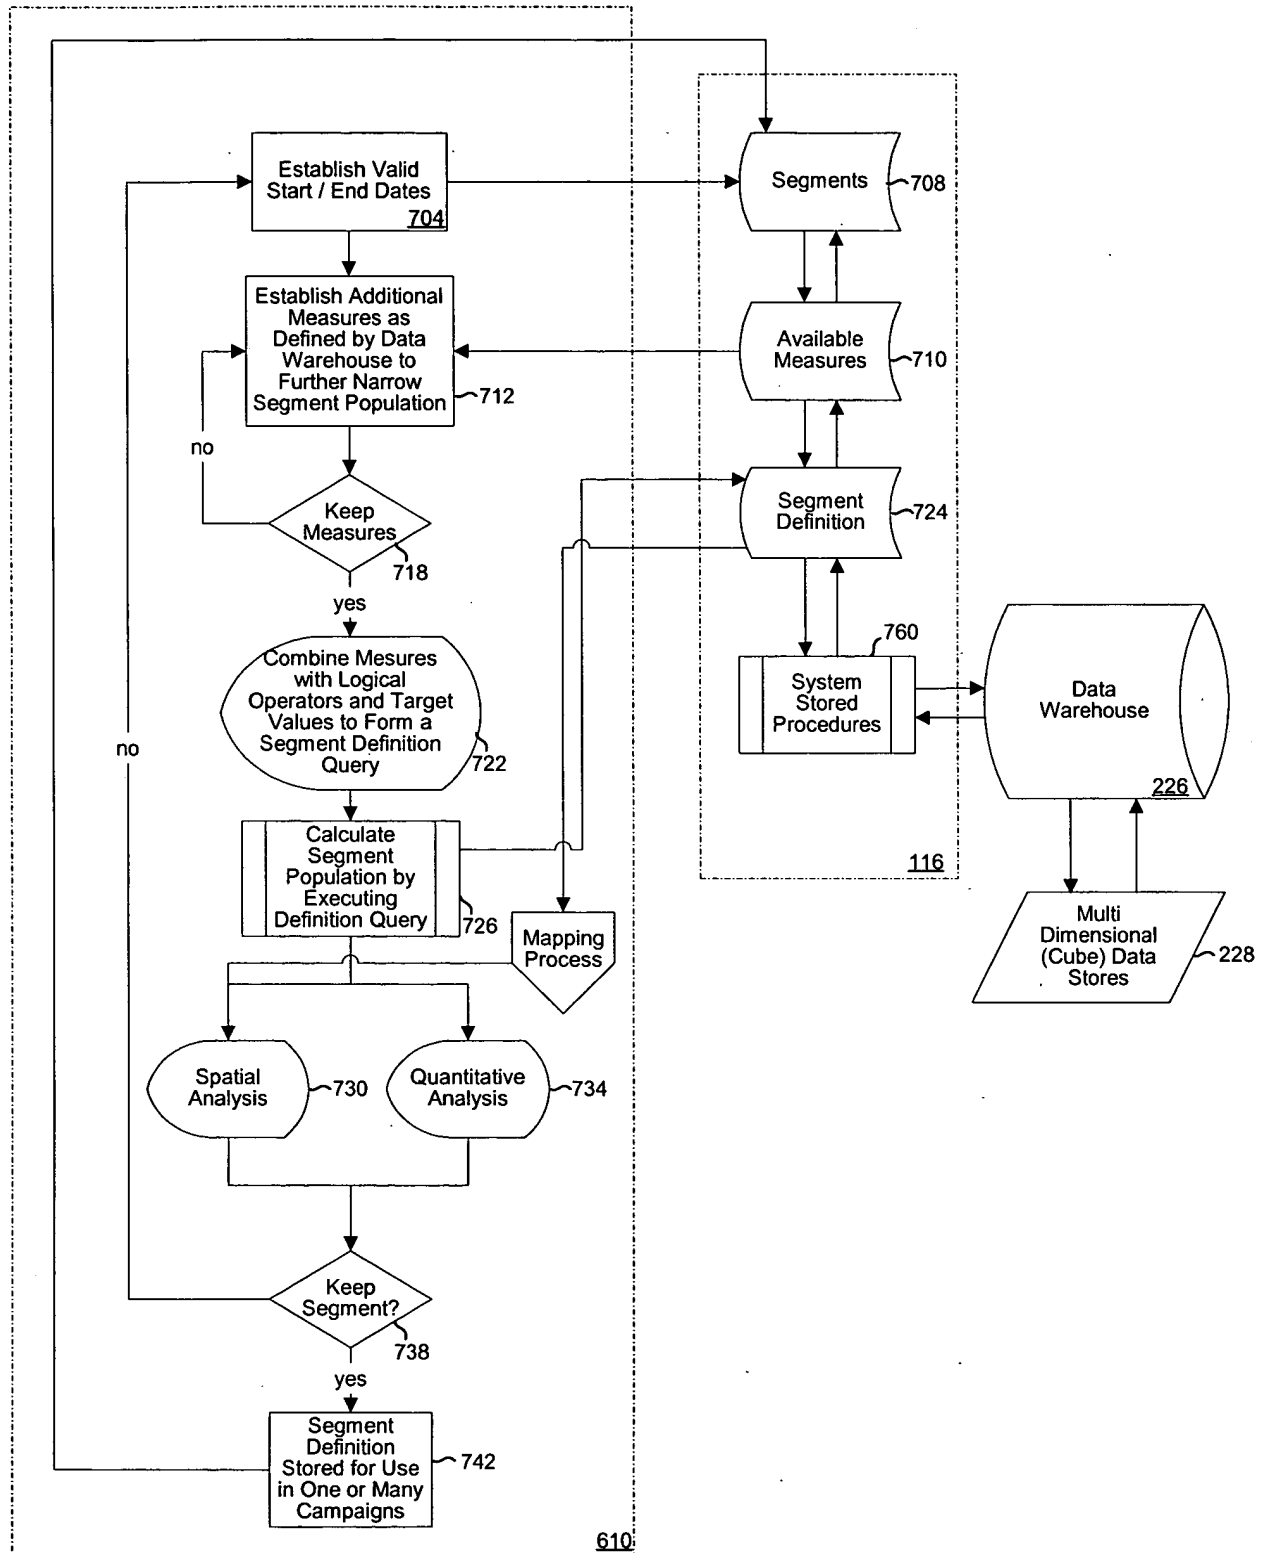 Establish Valid
Start / End Dates
704
Segments
708
Establish Additional
Measures as
Defined by Data
Warehouse to
Further Narrow
Segment Population
712
Available
Measures
710
no
Keep
Measures
718
Segment
Definition
724
yes
760
System
Stored
Procedures
Data
Warehouse
226
Combine Mesures
with Logical
Operators and Target
Values to Form a
Segment Definition
Query
722
no
Calculate
Segment
Population by
Executing
Definition Query
726
116
Mapping
Process
Multi
Dimensional
(Cube) Data
Stores
228
Spatial
Analysis
730
Quantitative
Analysis
734
Keep
Segment?
738
yes
Segment
Definition
Stored for Use
in One or Many
Campaigns
742
610